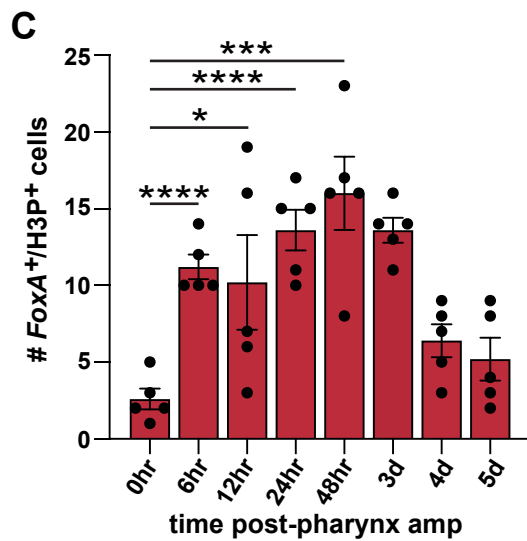 C
# FoxA+/H3P+ cells
25
20
15
10
5
0
***
****
*
****
0hr
6hr
12hr
24hr
48hr
3d
4d
5d
time post-pharynx amp